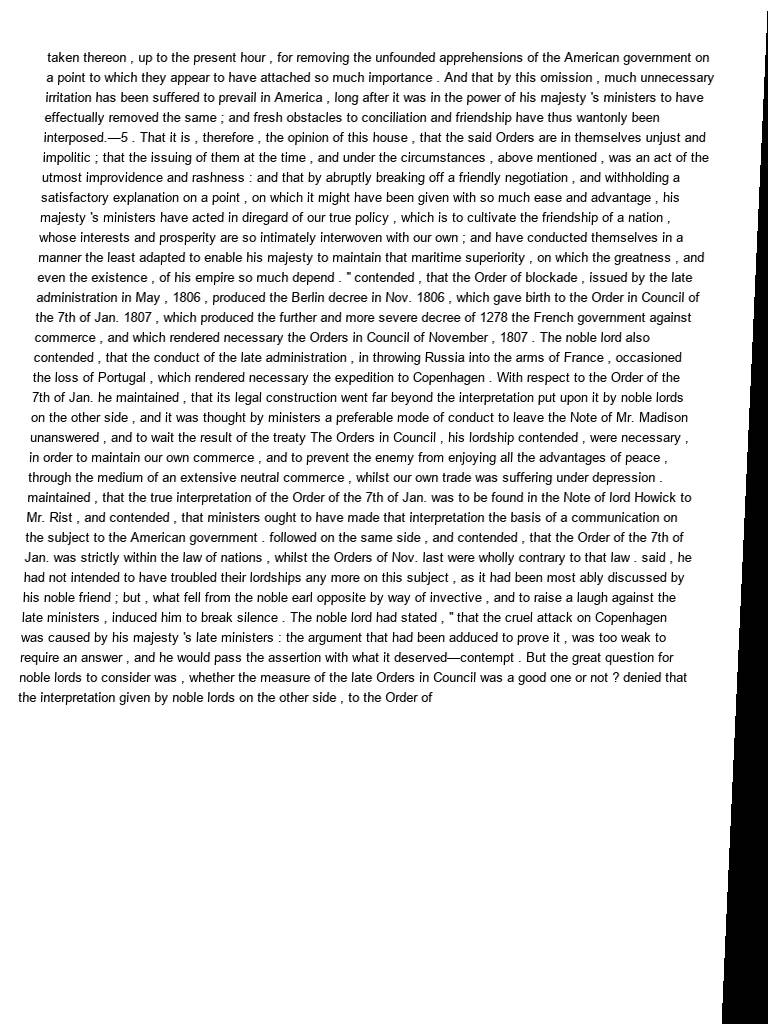 taken thereon , up to the present hour , for removing the unfounded apprehensions of the American government on
a point to which they appear to have attached so much importance . And that by this omission , much unnecessary
irritation has been suffered to prevail in America , long after it was in the power of his majesty 's ministers to have
effectually removed the same ; and fresh obstacles to conciliation and friendship have thus wantonly been
interposed.—5 . That it is , therefore , the opinion of this house , that the said Orders are in themselves unjust and
impolitic ; that the issuing of them at the time , and under the circumstances , above mentioned , was an act of the
utmost improvidence and rashness : and that by abruptly breaking off a friendly negotiation , and withholding a
satisfactory explanation on a point , on which it might have been given with so much ease and advantage , his
majesty 's ministers have acted in diregard of our true policy , which is to cultivate the friendship of a nation ,
whose interests and prosperity are so intimately interwoven with our own ; and have conducted themselves in a
manner the least adapted to enable his majesty to maintain that maritime superiority , on which the greatness , and
even the existence , of his empire so much depend . " contended , that the Order of blockade , issued by the late
administration in May , 1806 , produced the Berlin decree in Nov. 1806 , which gave birth to the Order in Council of
the 7th of Jan. 1807 , which produced the further and more severe decree of 1278 the French government against
commerce , and which rendered necessary the Orders in Council of November , 1807 . The noble lord also
contended , that the conduct of the late administration , in throwing Russia into the arms of France , occasioned
the loss of Portugal , which rendered necessary the expedition to Copenhagen . With respect to the Order of the
7th of Jan. he maintained , that its legal construction went far beyond the interpretation put upon it by noble lords
on the other side , and it was thought by ministers a preferable mode of conduct to leave the Note of Mr. Madison
unanswered , and to wait the result of the treaty The Orders in Council , his lordship contended , were necessary ,
in order to maintain our own commerce , and to prevent the enemy from enjoying all the advantages of peace ,
through the medium of an extensive neutral commerce , whilst our own trade was suffering under depression .
maintained , that the true interpretation of the Order of the 7th of Jan. was to be found in the Note of lord Howick to
Mr. Rist , and contended , that ministers ought to have made that interpretation the basis of a communication on
the subject to the American government . followed on the same side , and contended , that the Order of the 7th of
Jan. was strictly within the law of nations , whilst the Orders of Nov. last were wholly contrary to that law . said , he
had not intended to have troubled their lordships any more on this subject , as it had been most ably discussed by
his noble friend ; but , what fell from the noble earl opposite by way of invective , and to raise a laugh against the
late ministers , induced him to break silence . The noble lord had stated , " that the cruel attack on Copenhagen
was caused by his majesty 's late ministers : the argument that had been adduced to prove it , was too weak to
require an answer , and he would pass the assertion with what it deserved—contempt . But the great question for
noble lords to consider was , whether the measure of the late Orders in Council was a good one or not ? denied that
the interpretation given by noble lords on the other side , to the Order of